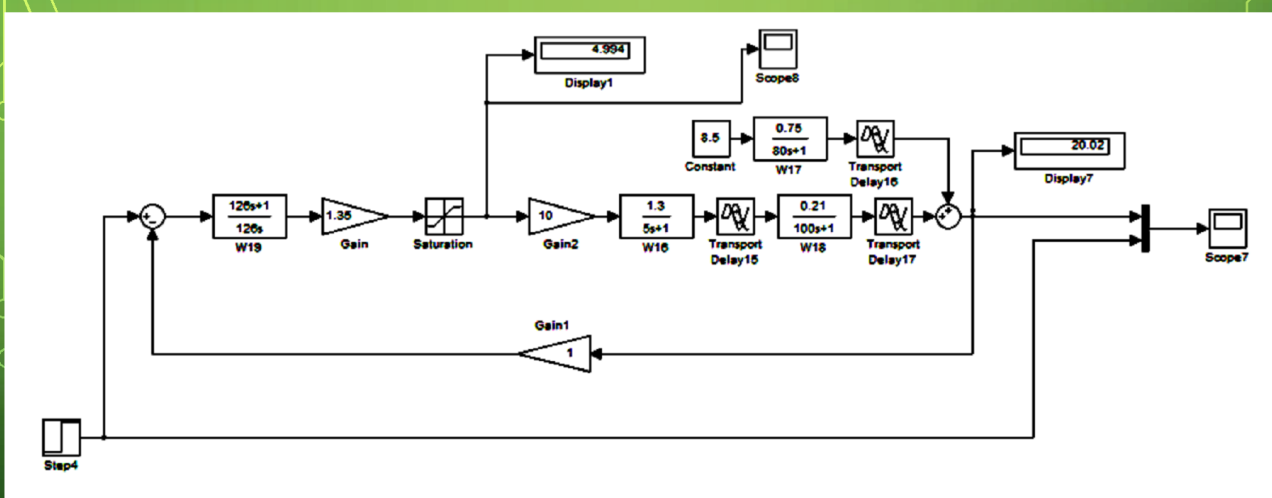 4.994
Display1
Scope8
8.5
Constant
0.75
80s+1
W17
Transport
Delay16
20.02
Display7
126s+1
126s
W19
1.35
Gain
Saturation
10
Gain2
1.3
5s+1
W16
Transport
Delay15
0.21
100s+1
W18
Transport
Delay17
Scope7
Gain1
1
Step4